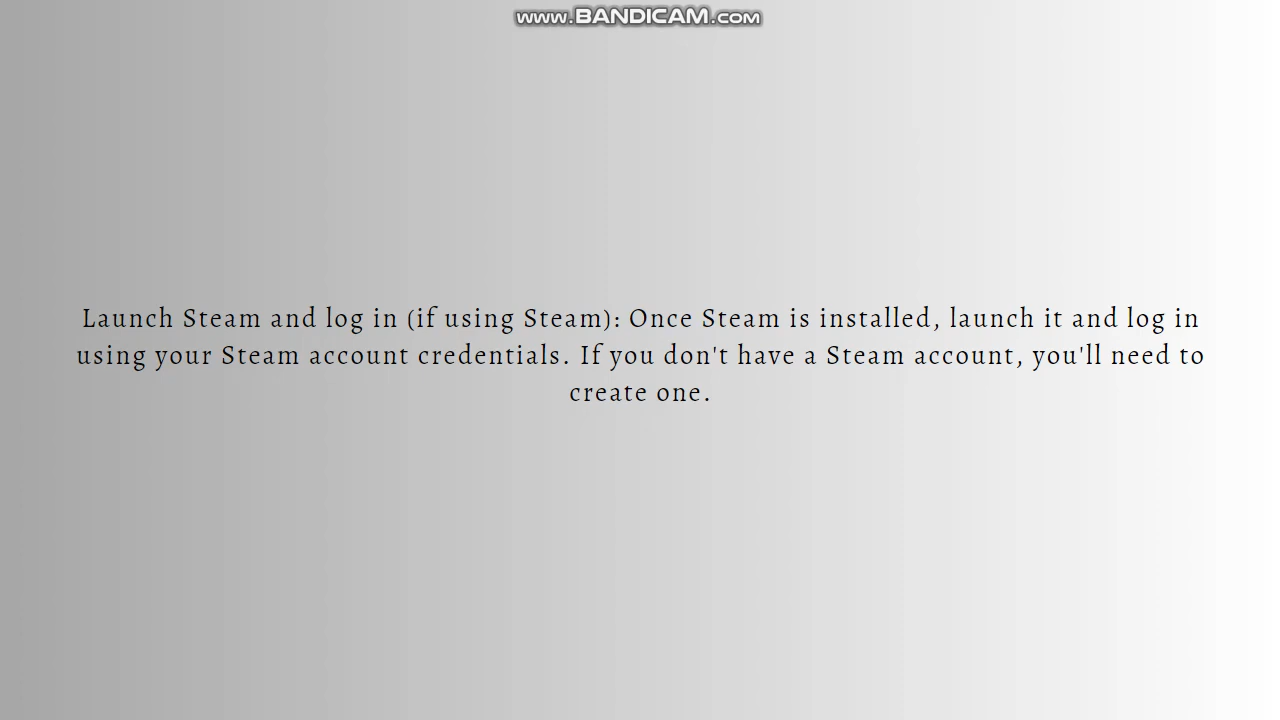 www.BANDICAM.com
Launch Steam and log in (if using Steam): Once Steam is installed, launch it and log in
using your Steam account credentials. If you don't have a Steam account, you'll need to
create one.